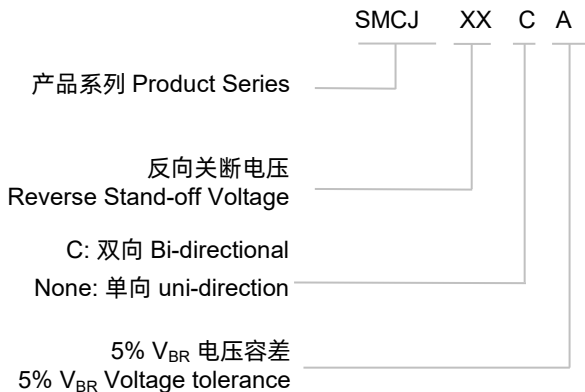 SMCJ XX C A
产品系列 Product Series
反向关断电压
Reverse Stand-off Voltage
C: 双向 Bi-directional
None: 单向 uni-direction
5% VBR 电压容差
5% VBR Voltage tolerance